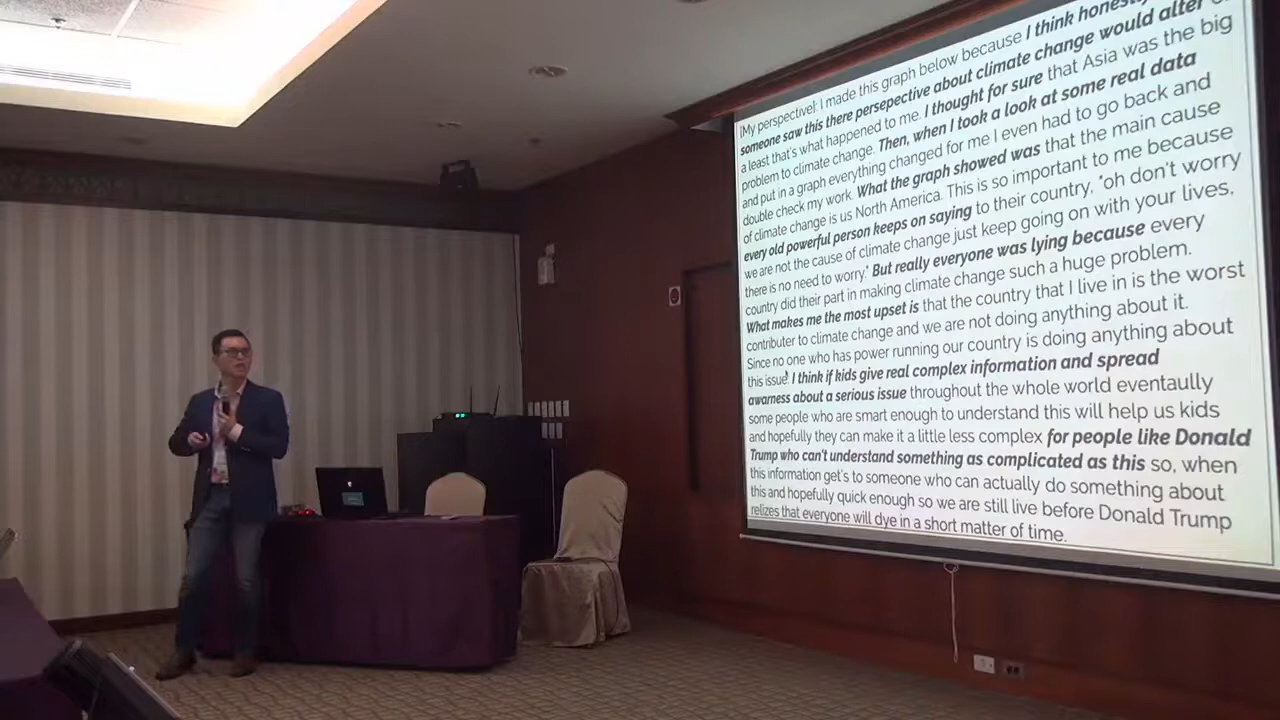 [My perspective]: I made this graph below because I think
someone saw this there persepective about climate change would alter
a least that's what happened to me. I thought for sure that Asia was the big
problem to climate change. Then, when I took a look at some real data
and put in a graph everything changed for me I even had to go back and
double check my work. What the graph showed was that the main cause
of climate change is us North America. This is so important to me because
every old powerful person keeps on saying to their country, "oh don't worry
we are not the cause of climate change just keep going on with your lives,
there is no need to worry." But really everyone was lying because every
country did their part in making climate change such a huge problem.
What makes me the most upset is that the country that I live in is the worst
contributer to climate change and we are not doing anything about it.
Since no one who has power running our country is doing anything about
this issue. I think if kids give real complex information and spread
awarness about a serious issue throughout the whole world eventaully
some people who are smart enough to understand this will help us kids
and hopefully they can make it a little less complex for people like Donald
Trump who can't understand something as complicated as this so, when
this information get's to someone who can actually do something about
this and hopefully quick enough so we are still live before Donald Trump
relizes that everyone will dye in a short matter of time.